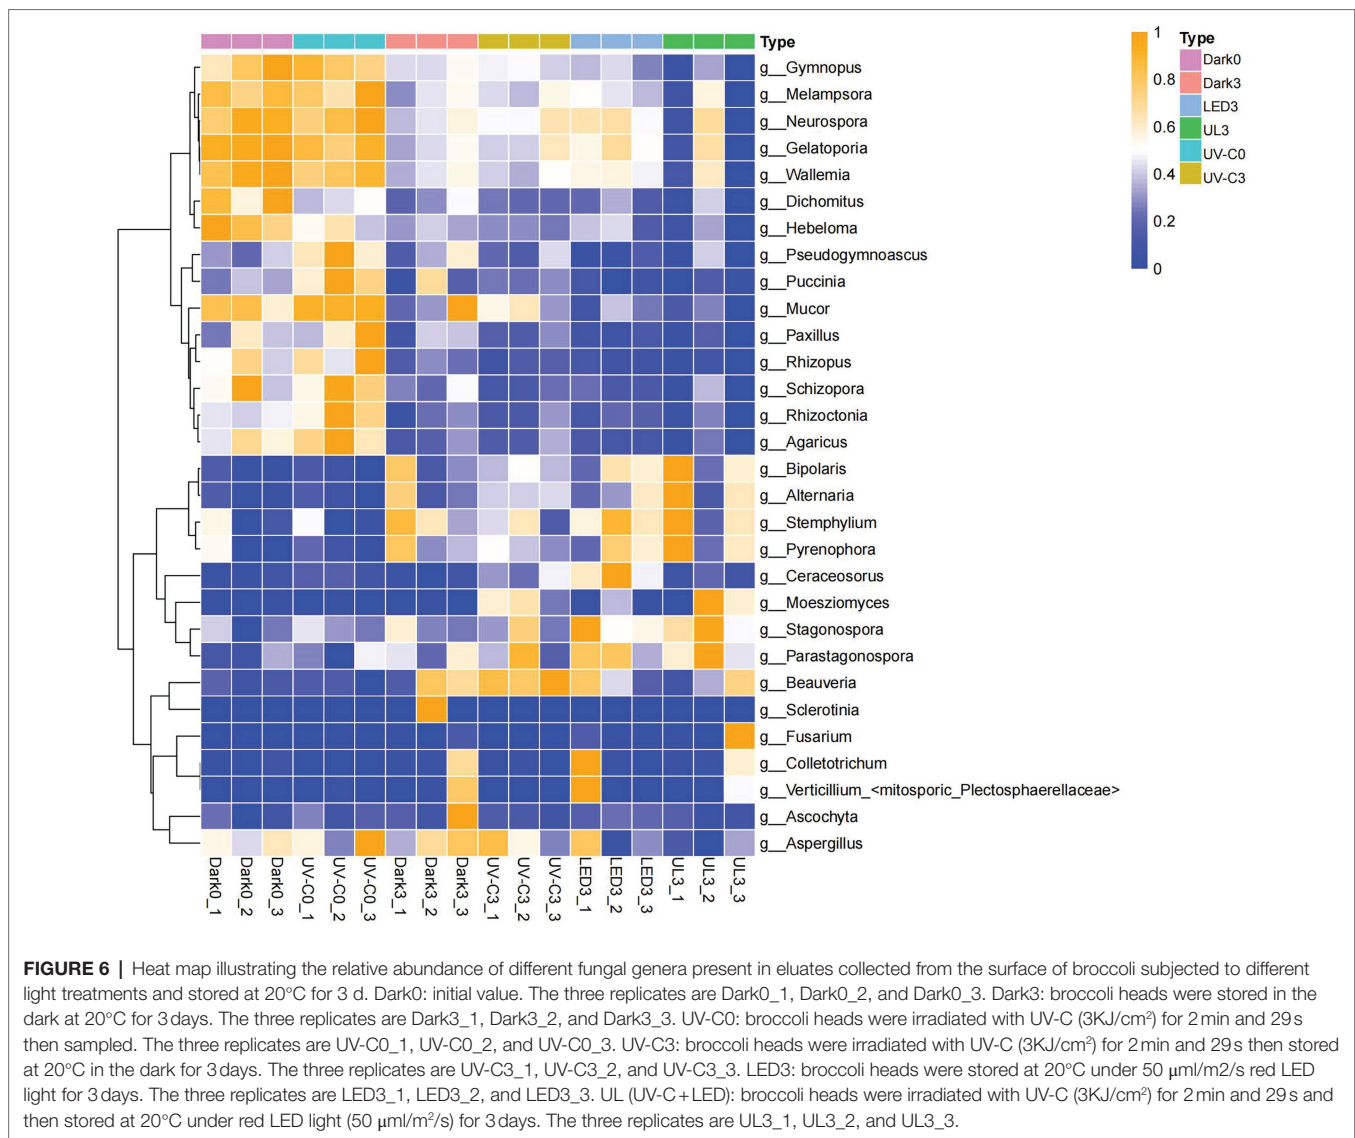 Type
g__Gymnopus
g__Melampsora
g__Neurospora
g__Gelatoporia
g__Wallemia
g__Dichomitus
g__Hebeloma
g__Pseudogymnoascus
g__Puccinia
g__Mucor
g__Paxillus
g__Rhizopus
g__Schizopora
g__Rhizoctonia
g__Agaricus
g__Bipolaris
g__Alternaria
g__Stemphylium
g__Pyrenophora
g__Ceraceosorus
g__Moesziomyces
g__Stagonospora
g__Parastagonospora
g__Beauveria
g__Sclerotinia
g__Fusarium
g__Colletotrichum
g__Verticillium_<mitosporic_Plectosphaerellaceae>
g__Ascochyta
g__Aspergillus
1
0.8
0.6
0.4
0.2
0
Type
Dark0
Dark3
LED3
UL3
UV-C0
UV-C3
Dark0_1
Dark0_2
Dark0_3
UV-C0_1
UV-C0_2
UV-C0_3
Dark3_1
Dark3_2
Dark3_3
UV-C3_1
UV-C3_2
UV-C3_3
LED3_1
LED3_2
LED3_3
UL3_1
UL3_2
UL3_3
FIGURE 6 | Heat map illustrating the relative abundance of different fungal genera present in eluates collected from the surface of broccoli subjected to different
light treatments and stored at 20°C for 3 d. Dark0: initial value. The three replicates are Dark0_1, Dark0_2, and Dark0_3. Dark3: broccoli heads were stored in the
dark at 20°C for 3 days. The three replicates are Dark3_1, Dark3_2, and Dark3_3. UV-C0: broccoli heads were irradiated with UV-C (3KJ/cm²) for 2 min and 29 s
then sampled. The three replicates are UV-C0_1, UV-C0_2, and UV-C0_3. UV-C3: broccoli heads were irradiated with UV-C (3KJ/cm²) for 2 min and 29 s then stored
at 20°C in the dark for 3 days. The three replicates are UV-C3_1, UV-C3_2, and UV-C3_3. LED3: broccoli heads were stored at 20°C under 50 μml/m2/s red LED
light for 3 days. The three replicates are LED3_1, LED3_2, and LED3_3. UL (UV-C + LED): broccoli heads were irradiated with UV-C (3KJ/cm²) for 2 min and 29 s and
then stored at 20°C under red LED light (50 μml/m²/s) for 3 days. The three replicates are UL3_1, UL3_2, and UL3_3.